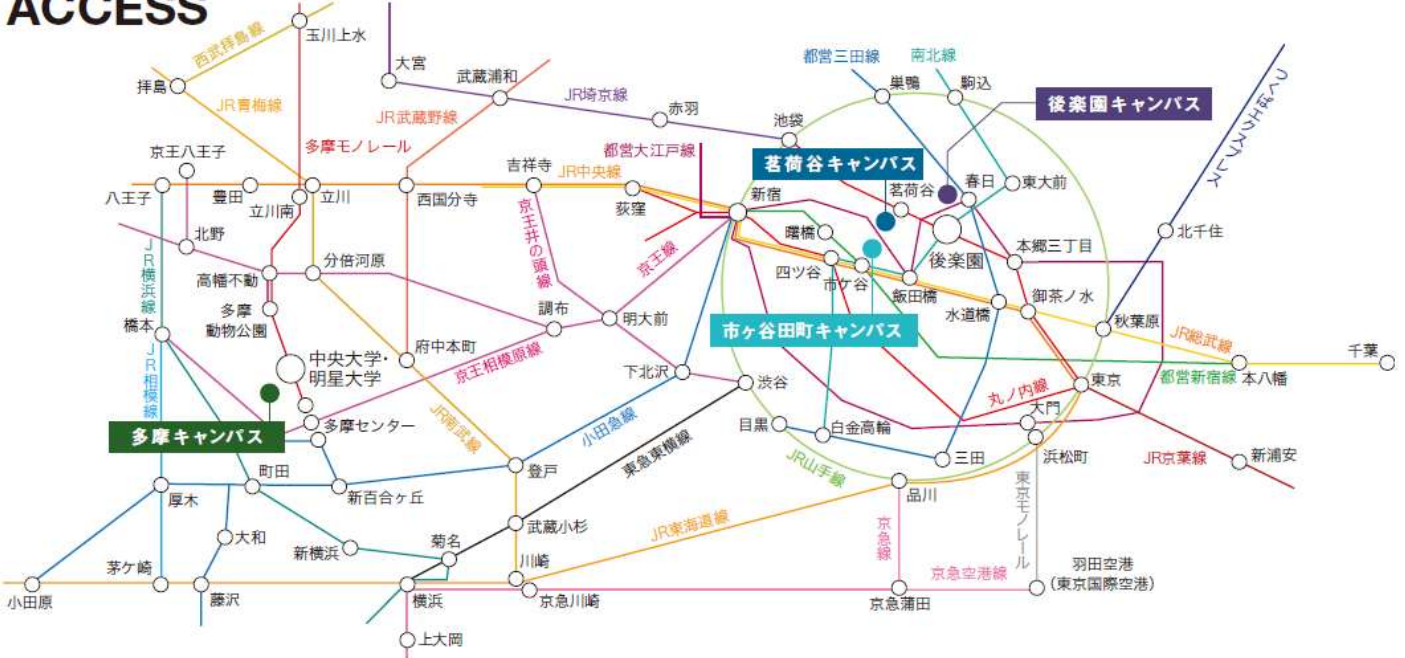 ACCESS
玉川上水
西武拝島線
大宮
武蔵浦和
都営三田線
南北線
拝島
JR青梅線
JR埼京線
巣鴨
駒込
つくばエクスプレス
JR武蔵野線
赤羽
後楽園キャンパス
池袋
京王八王子
多摩モノレール
吉祥寺
JR中央線
都営大江戸線
茗荷谷キャンパス
八王子
豊田
立川
立川南
西国分寺
荻窪
新宿
茗荷谷
春日
東大前
北野
京王井の頭線
京王線
曙橋
北千住
JR横浜線
高幡不動
分倍河原
四ツ谷
市ケ谷
飯田橋
後楽園
本郷三丁目
多摩
動物公園
調布
明大前
水道橋
御茶ノ水
橋本
市ヶ谷田町キャンパス
秋葉原
JR総武線
JR相模線
中央大学・
明星大学
府中本町
京王相模原線
下北沢
渋谷
東京
都営新宿線
本八幡
千葉
丸ノ内線
多摩キャンパス
多摩センター
JR南武線
小田急線
東急東横線
目黒
白金高輪
大門
浜松町
三田
JR山手線
JR京葉線
新浦安
町田
登戸
厚木
新百合ヶ丘
品川
東京モノレール
大和
新横浜
菊名
武蔵小杉
JR東海道線
京急線
茅ケ崎
川崎
京急空港線
羽田空港
(東京国際空港)
小田原
藤沢
横浜
京急川崎
京急蒲田
上大岡